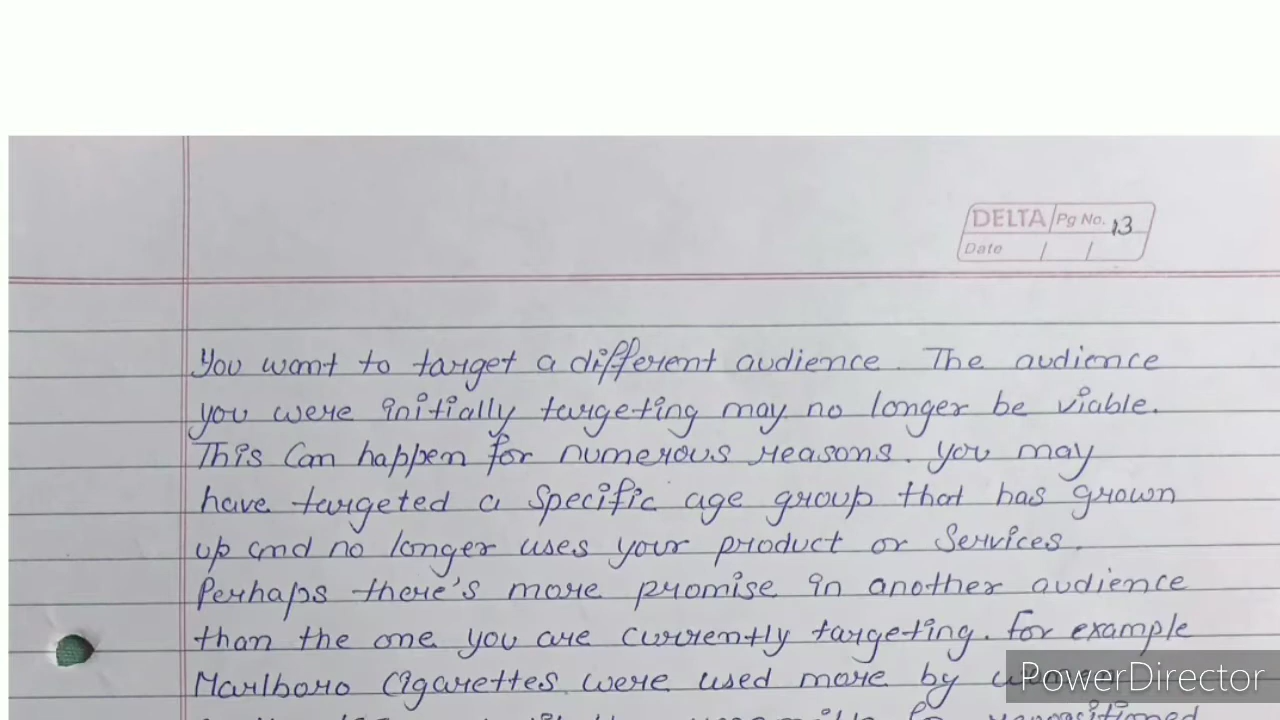 DELTA Pg No. 13
Date / /
You want to target a different audience. The audience
you were initially targeting may no longer be viable.
This Can happen for numerous reasons. you may
have targeted a Specific age group that has grown
up and no longer uses your product or Services.
Perhaps there's more promise in another audience
than the one you are currently targeting. For example
Marlboro Cigarettes were used more by
PowerDirector
repositioned